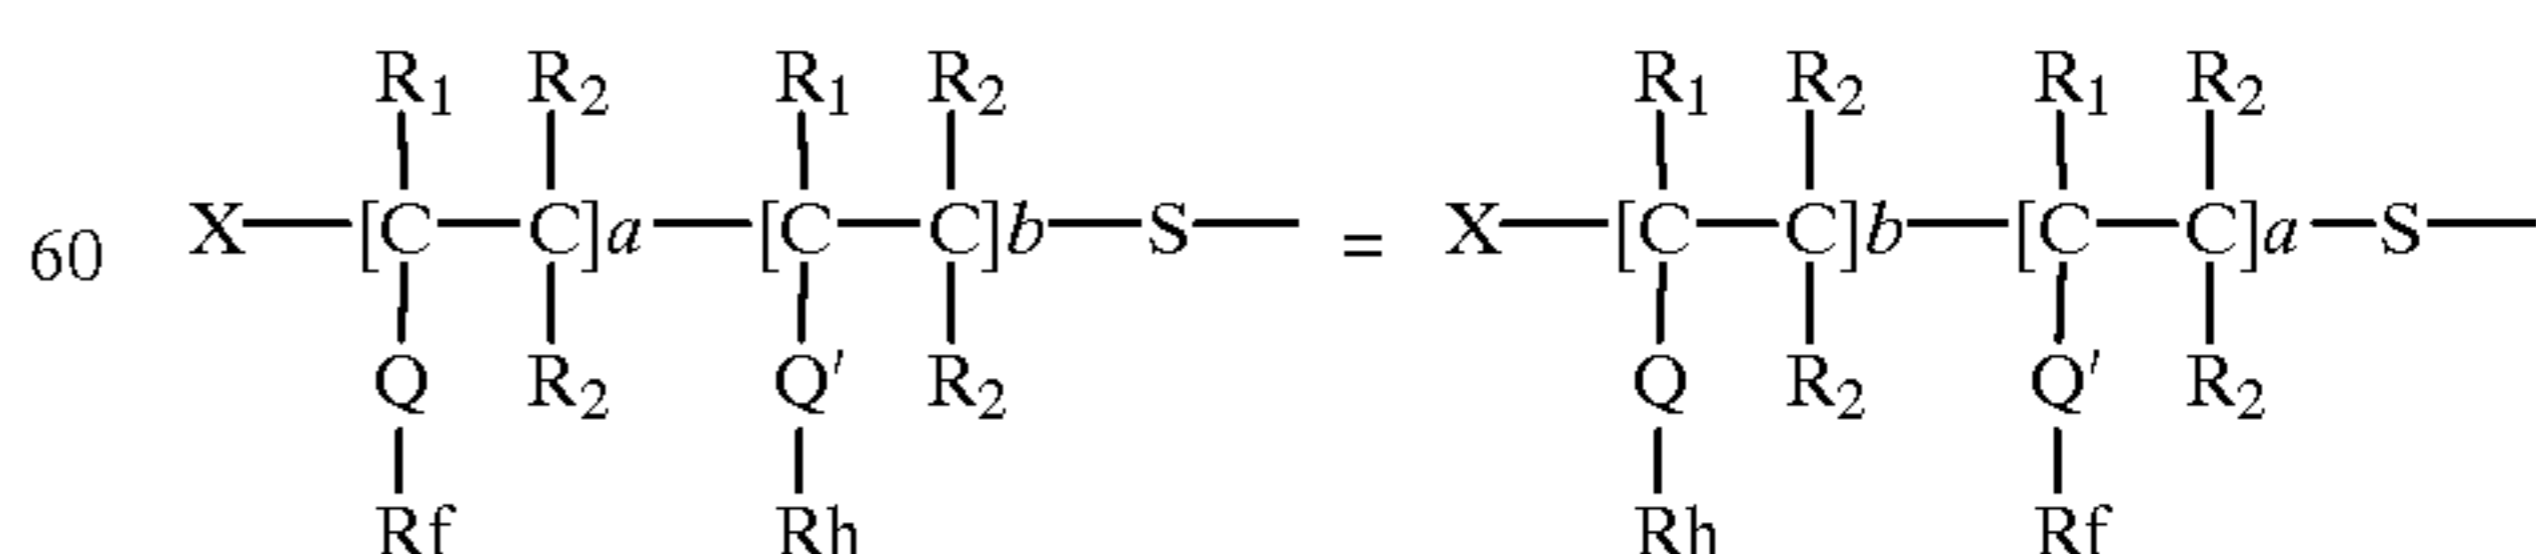 R1 R2 R1 R2 R1 R2 R1 R2
60 X—[C—C]a—[C—C]b—S— = X—[C—C]b—[C—C]a—S—
Q R2 Q' R2 Q R2 Q' R2
Rf Rh Rh Rf